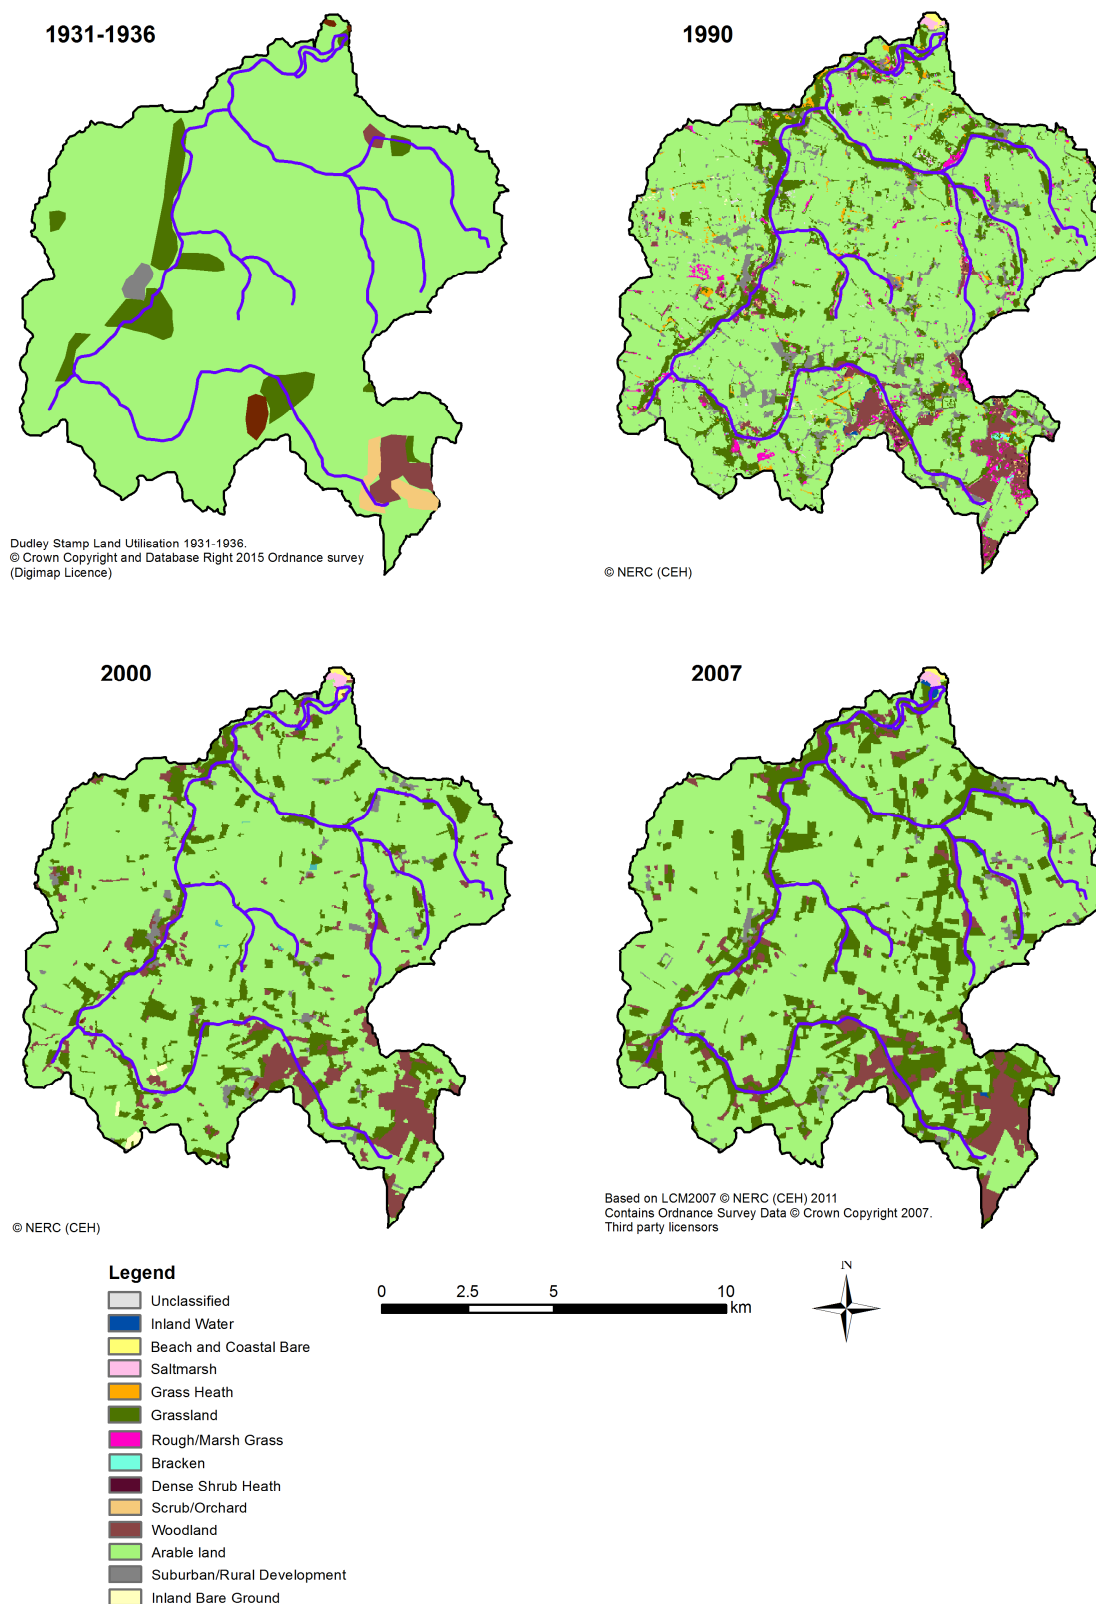 1931-1936
1990
Dudley Stamp Land Utilisation 1931-1936.
© Crown Copyright and Database Right 2015 Ordnance survey
(Digimap Licence)
© NERC (CEH)
2000
2007
© NERC (CEH)
Based on LCM2007 © NERC (CEH) 2011
Contains Ordnance Survey Data © Crown Copyright 2007.
Third party licensors
Legend
Unclassified
Inland Water
Beach and Coastal Bare
Saltmarsh
Grass Heath
Grassland
Rough/Marsh Grass
Bracken
Dense Shrub Heath
Scrub/Orchard
Woodland
Arable land
Suburban/Rural Development
Inland Bare Ground
0 2.5 5 10
km
N